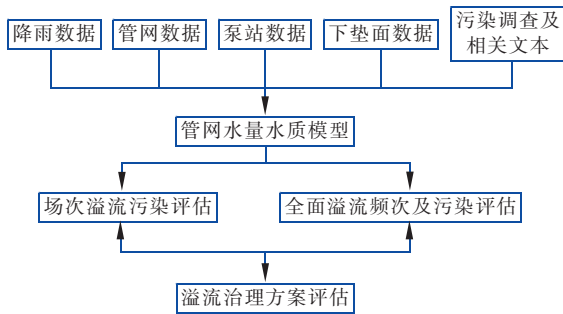 降雨数据
管网数据
泵站数据
下垫面数据
污染调查及
相关文本
管网水量水质模型
场次溢流污染评估
全面溢流频次及污染评估
溢流治理方案评估